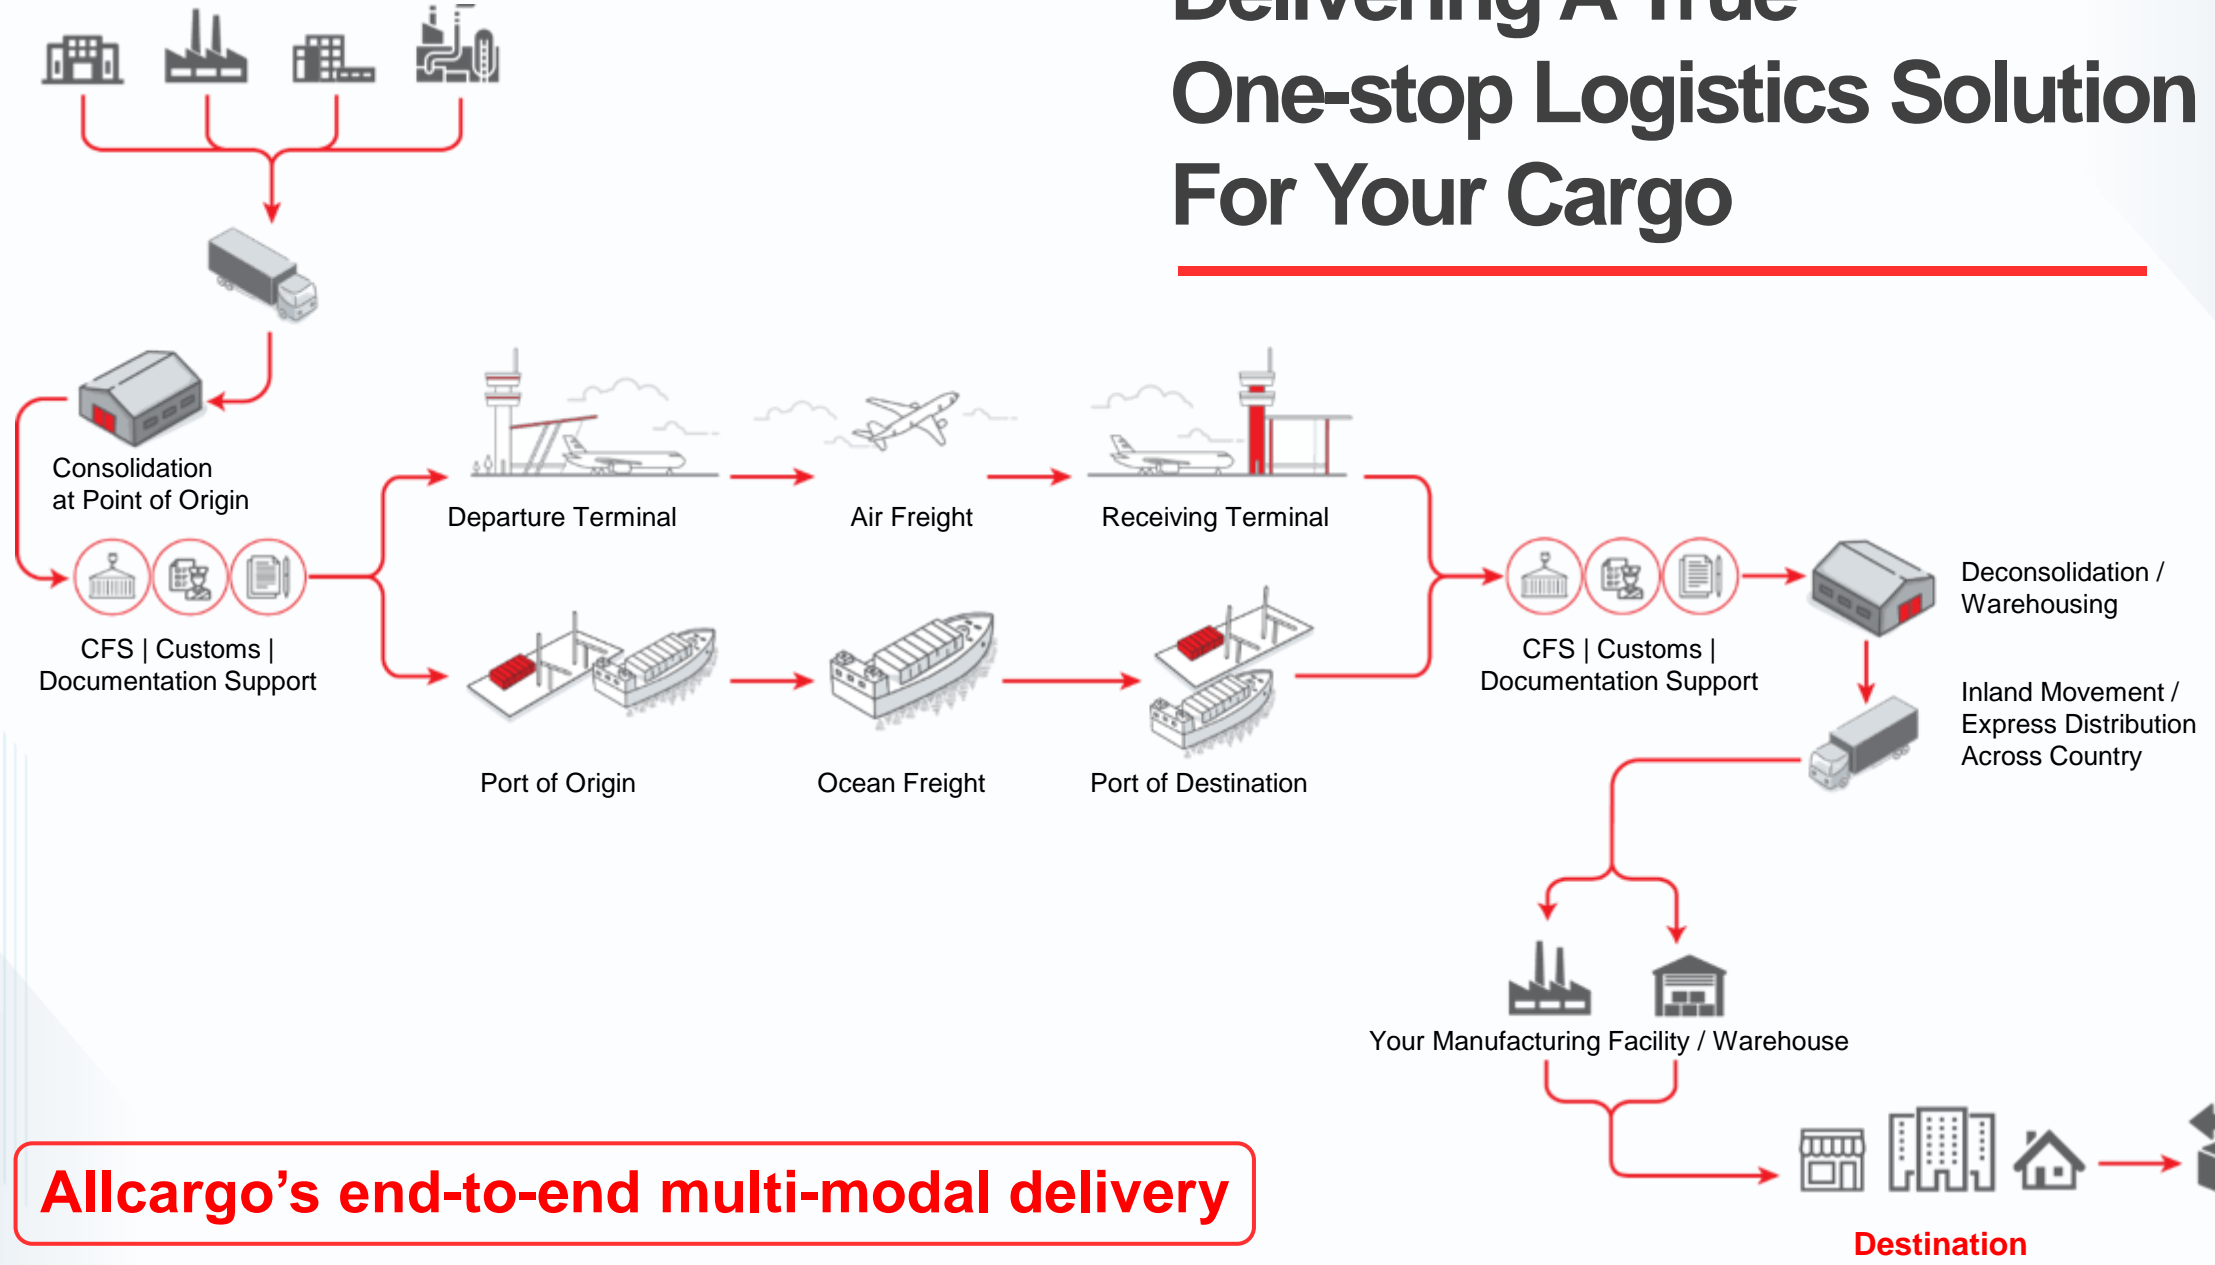 Delivering A True
One-stop Logistics Solution
For Your Cargo
Consolidation
at Point of Origin
Departure Terminal
Air Freight
Receiving Terminal
CFS | Customs |
Documentation Support
Port of Origin
Ocean Freight
Port of Destination
CFS | Customs |
Documentation Support
Deconsolidation /
Warehousing
Inland Movement /
Express Distribution
Across Country
Your Manufacturing Facility / Warehouse
Allcargo’s end-to-end multi-modal delivery
Destination